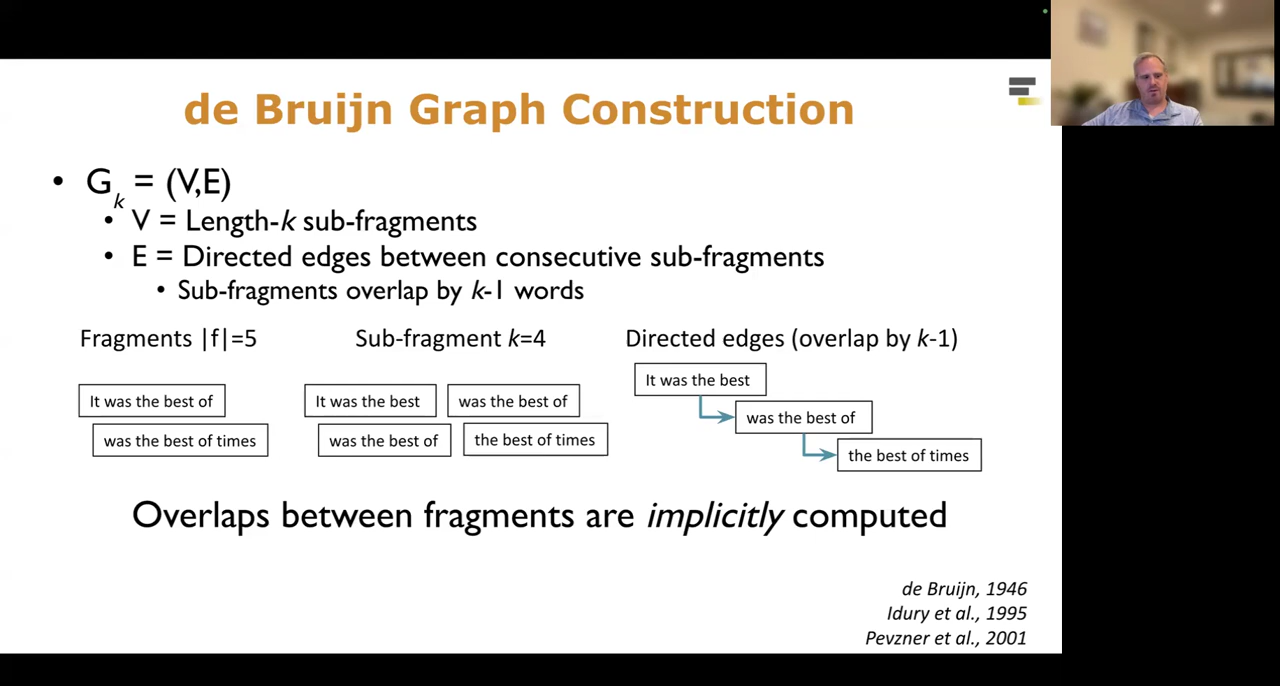 de Bruijn Graph Construction
• Gk = (V,E)
• V = Length-k sub-fragments
• E = Directed edges between consecutive sub-fragments
• Sub-fragments overlap by k-1 words
Fragments |f|=5
Sub-fragment k=4
Directed edges (overlap by k-1)
It was the best of
was the best of times
It was the best
was the best of
was the best of
the best of times
It was the best
was the best of
the best of times
Overlaps between fragments are implicitly computed
de Bruijn, 1946
Idury et al., 1995
Pevzner et al., 2001